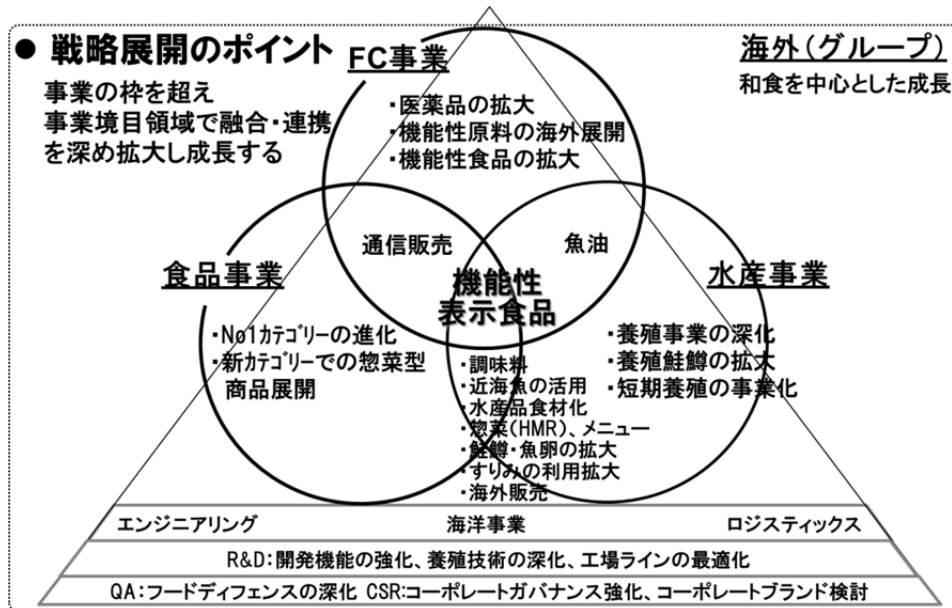 ● 戦略展開のポイント
事業の枠を超え
事業境目領域で融合・連携
を深め拡大し成長する
海外(グループ)
和食を中心とした成長
FC事業
・医薬品の拡大
・機能性原料の海外展開
・機能性食品の拡大
通信販売
魚油
機能性
表示食品
食品事業
・No1カテゴリーの進化
・新カテゴリーでの惣菜型
商品展開
水産事業
・養殖事業の深化
・養殖鮭鱒の拡大
・短期養殖の事業化
・調味料
・近海魚の活用
・水産品食材化
・惣菜(HMR)、メニュー
・鮭鱒・魚卵の拡大
・すりみの利用拡大
・海外販売
エンジニアリング 海洋事業 ロジスティックス
R&D:開発機能の強化、養殖技術の深化、工場ラインの最適化
QA:フードディフェンスの深化 CSR:コーポレートガバナンス強化、コーポレートブランド検討